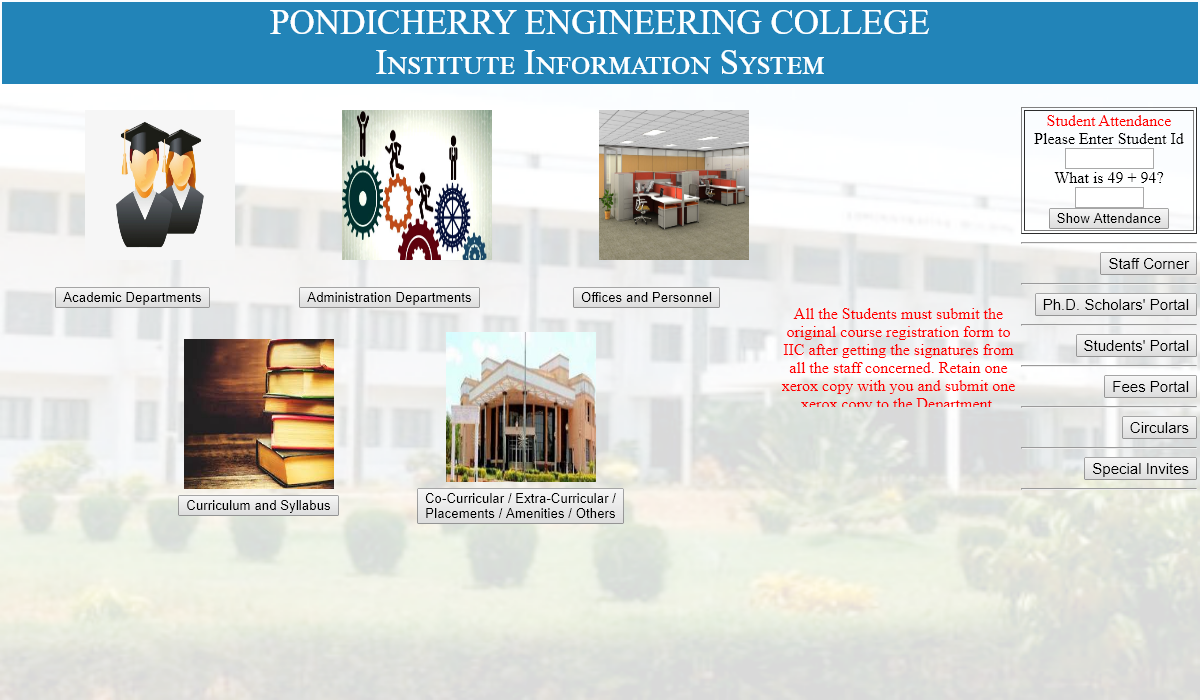 PONDICHERRY ENGINEERING COLLEGE
Institute Information System
Student Attendance
Please Enter Student Id
What is 49 + 94?
Show Attendance
Staff Corner
Ph.D. Scholars' Portal
Students' Portal
Fees Portal
Circulars
Special Invites
Academic Departments
Administration Departments
Offices and Personnel
All the Students must submit the
original course registration form to
IIC after getting the signatures from
all the staff concerned. Retain one
xerox copy with you and submit one
xerox copy to the Department
Curriculum and Syllabus
Co-Curricular / Extra-Curricular /
Placements / Amenities / Others